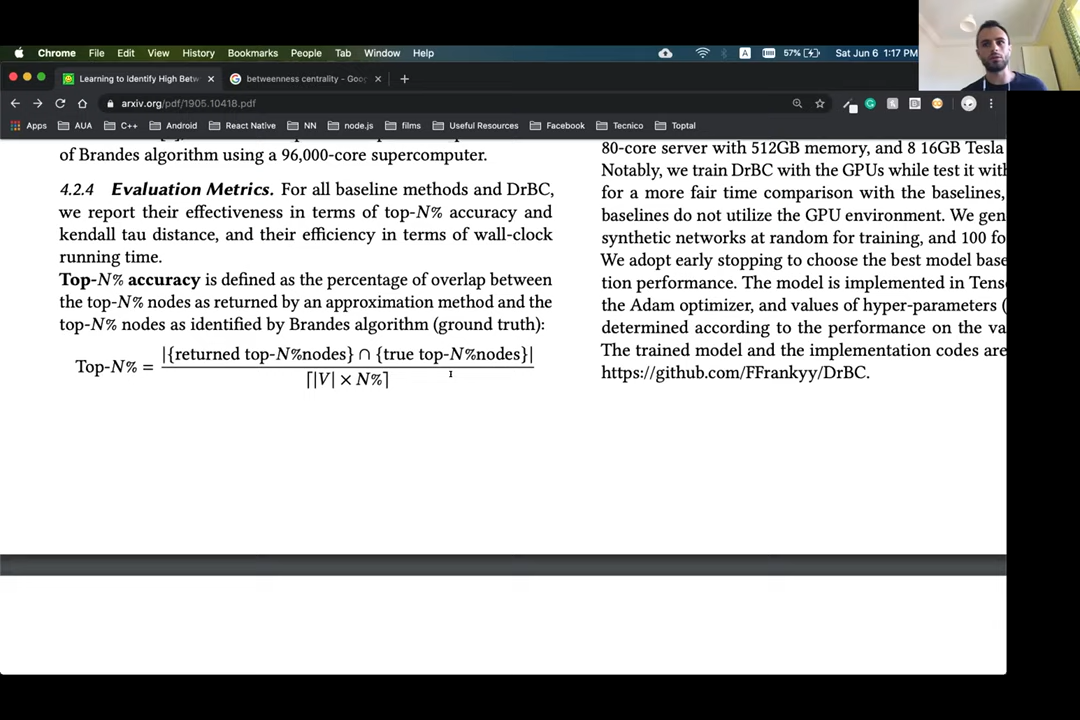 Chrome File Edit View History Bookmarks People Tab Window Help A 57% Sat Jun 6 1:17 PM
Learning to Identify High Betw × betweenness centrality - Goo × +
arxiv.org/pdf/1905.10418.pdf
Apps AUA C++ Android React Native NN node.js films Useful Resources Facebook Tecnico Toptal
of Brandes algorithm using a 96,000-core supercomputer.
4.2.4 Evaluation Metrics. For all baseline methods and DrBC,
we report their effectiveness in terms of top-N% accuracy and
kendall tau distance, and their efficiency in terms of wall-clock
running time.
Top-N% accuracy is defined as the percentage of overlap between
the top-N% nodes as returned by an approximation method and the
top-N% nodes as identified by Brandes algorithm (ground truth):
Top-N% = |{returned top-N%nodes} ∩ {true top-N%nodes}|
⌈|V| × N%⌉
80-core server with 512GB memory, and 8 16GB Tesla
Notably, we train DrBC with the GPUs while test it with
for a more fair time comparison with the baselines,
baselines do not utilize the GPU environment. We gen
synthetic networks at random for training, and 100 fo
We adopt early stopping to choose the best model base
tion performance. The model is implemented in Tens
the Adam optimizer, and values of hyper-parameters (
determined according to the performance on the va
The trained model and the implementation codes are
https://github.com/FFrankyy/DrBC.